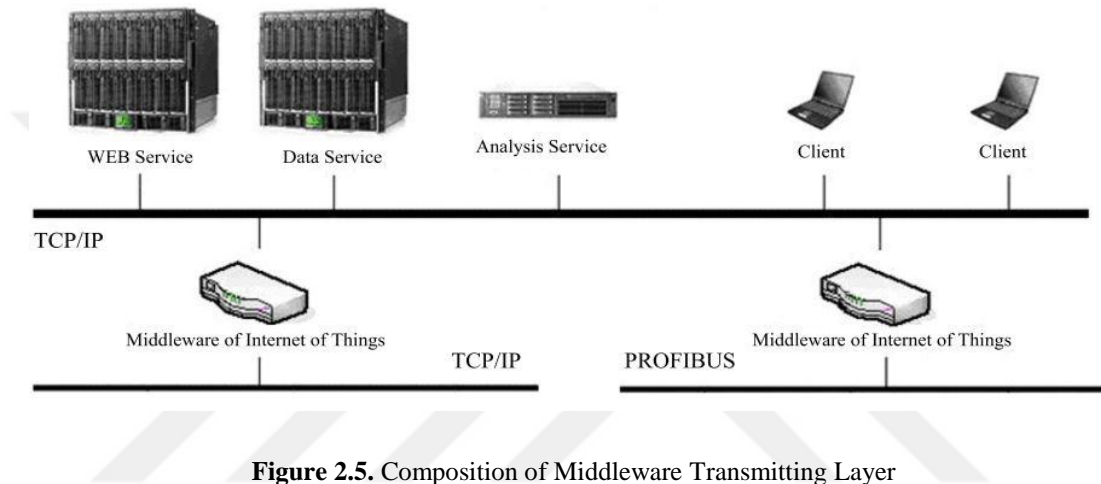 WEB Service
Data Service
Analysis Service
Client
Client
TCP/IP
Middleware of Internet of Things
Middleware of Internet of Things
TCP/IP
PROFIBUS
Figure 2.5. Composition of Middleware Transmitting Layer